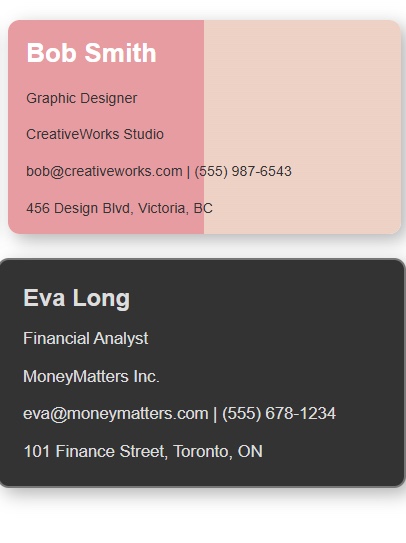 Bob Smith
Graphic Designer
CreativeWorks Studio
bob@creativeworks.com | (555) 987-6543
456 Design Blvd, Victoria, BC
Eva Long
Financial Analyst
MoneyMatters Inc.
eva@moneymatters.com | (555) 678-1234
101 Finance Street, Toronto, ON